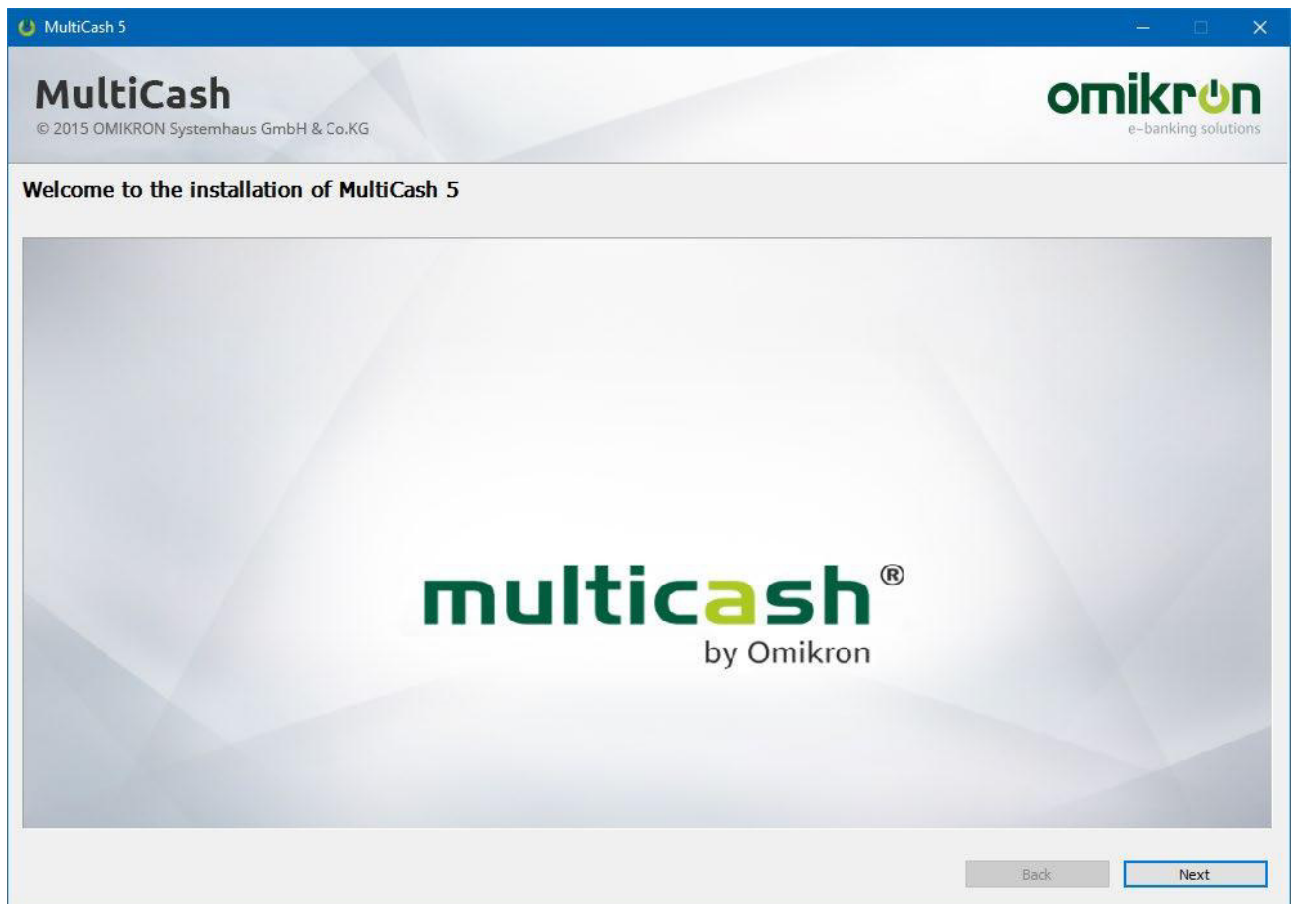 MultiCash 5
MultiCash
© 2015 OMIKRON Systemhaus GmbH & Co.KG
omikron
e-banking solutions
Welcome to the installation of MultiCash 5
multicash®
by Omikron
Back
Next